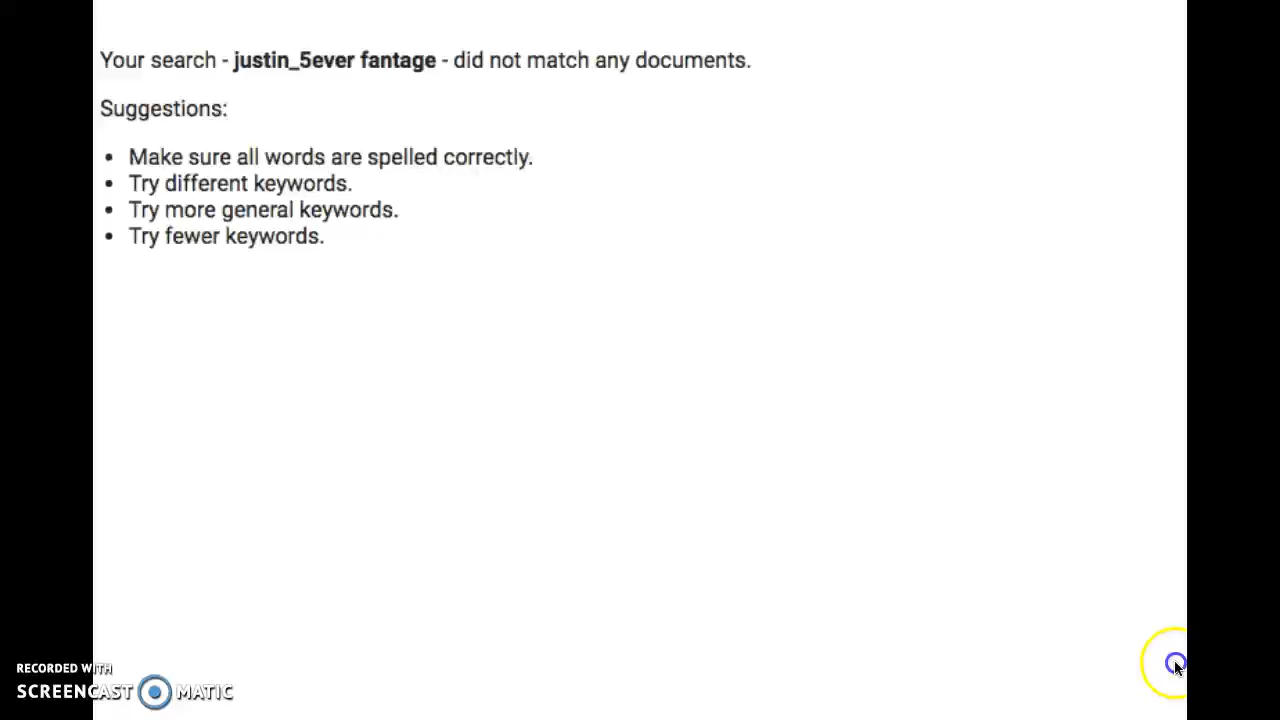 Your search - justin_5ever fantage - did not match any documents.
Suggestions:
Make sure all words are spelled correctly.
Try different keywords.
Try more general keywords.
Try fewer keywords.
RECORDED WITH
SCREENCAST MATIC